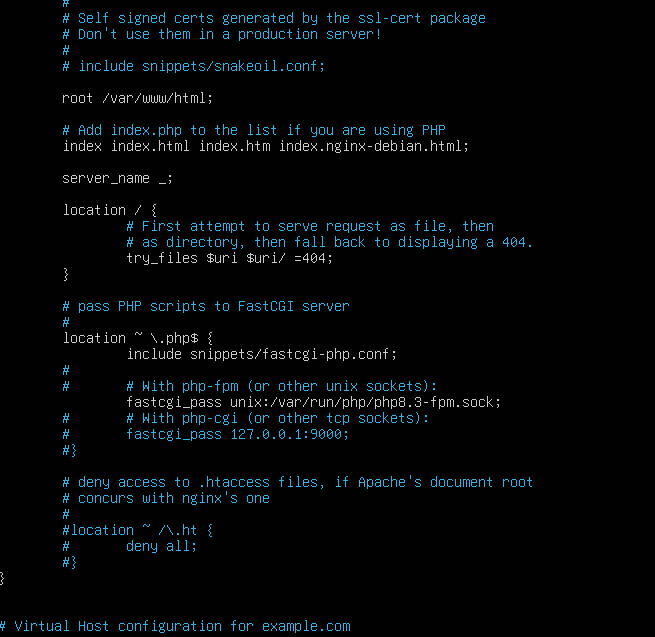 #
# Self signed certs generated by the ssl-cert package
# Don't use them in a production server!
#
# include snippets/snakeoil.conf;
root /var/www/html;
# Add index.php to the list if you are using PHP
index index.html index.htm index.nginx-debian.html;
server_name _;
location / {
# First attempt to serve request as file, then
# as directory, then fall back to displaying a 404.
try_files $uri $uri/ =404;
}
# pass PHP scripts to FastCGI server
#
location ~ \.php$ {
include snippets/fastcgi-php.conf;
#
# # With php-fpm (or other unix sockets):
fastcgi_pass unix:/var/run/php/php8.3-fpm.sock;
# # With php-cgi (or other tcp sockets):
# fastcgi_pass 127.0.0.1:9000;
#}
# deny access to .htaccess files, if Apache's document root
# concurs with nginx's one
#
#location ~ /\.ht {
# deny all;
#}
}
# Virtual Host configuration for example.com